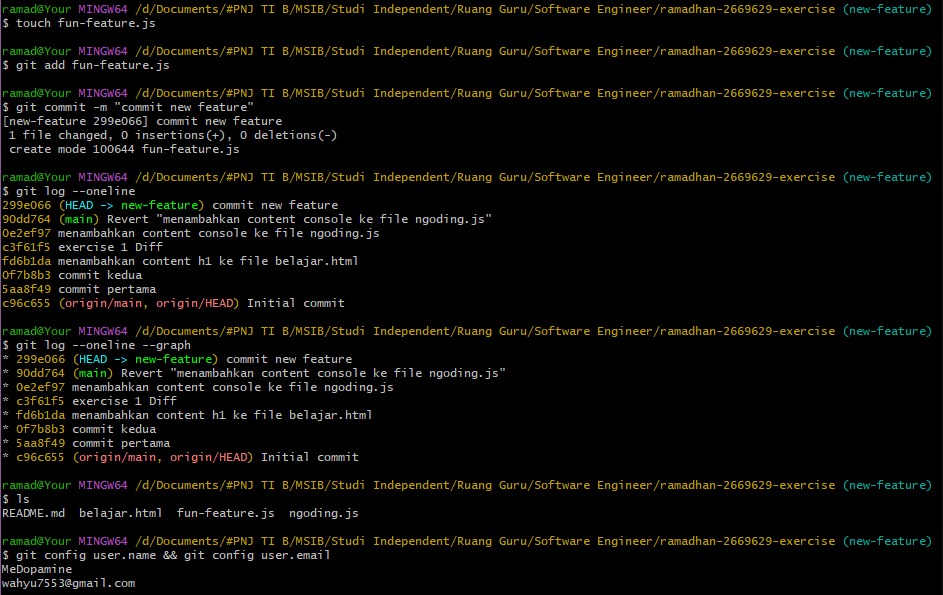 ramad@Your MINGW64 /d/Documents/#PNJ TI B/MSIB/Studi Independent/Ruang Guru/Software Engineer/ramadhan-2669629-exercise (new-feature)
$ touch fun-feature.js
ramad@Your MINGW64 /d/Documents/#PNJ TI B/MSIB/Studi Independent/Ruang Guru/Software Engineer/ramadhan-2669629-exercise (new-feature)
$ git add fun-feature.js
ramad@Your MINGW64 /d/Documents/#PNJ TI B/MSIB/Studi Independent/Ruang Guru/Software Engineer/ramadhan-2669629-exercise (new-feature)
$ git commit -m "commit new feature"
[new-feature 299e066] commit new feature
 1 file changed, 0 insertions(+), 0 deletions(-)
 create mode 100644 fun-feature.js
ramad@Your MINGW64 /d/Documents/#PNJ TI B/MSIB/Studi Independent/Ruang Guru/Software Engineer/ramadhan-2669629-exercise (new-feature)
$ git log --oneline
299e066 (HEAD -> new-feature) commit new feature
90dd764 (main) Revert "menambahkan content console ke file ngoding.js"
0e2ef97 menambahkan content console ke file ngoding.js
c3f61f5 exercise 1 Diff
fd6b1da menambahkan content h1 ke file belajar.html
0f7b8b3 commit kedua
5aa8f49 commit pertama
c96c655 (origin/main, origin/HEAD) Initial commit
ramad@Your MINGW64 /d/Documents/#PNJ TI B/MSIB/Studi Independent/Ruang Guru/Software Engineer/ramadhan-2669629-exercise (new-feature)
$ git log --oneline --graph
* 299e066 (HEAD -> new-feature) commit new feature
* 90dd764 (main) Revert "menambahkan content console ke file ngoding.js"
* 0e2ef97 menambahkan content console ke file ngoding.js
* c3f61f5 exercise 1 Diff
* fd6b1da menambahkan content h1 ke file belajar.html
* 0f7b8b3 commit kedua
* 5aa8f49 commit pertama
* c96c655 (origin/main, origin/HEAD) Initial commit
ramad@Your MINGW64 /d/Documents/#PNJ TI B/MSIB/Studi Independent/Ruang Guru/Software Engineer/ramadhan-2669629-exercise (new-feature)
$ ls
README.md  belajar.html  fun-feature.js  ngoding.js
ramad@Your MINGW64 /d/Documents/#PNJ TI B/MSIB/Studi Independent/Ruang Guru/Software Engineer/ramadhan-2669629-exercise (new-feature)
$ git config user.name && git config user.email
MeDopamine
wahyu7553@gmail.com